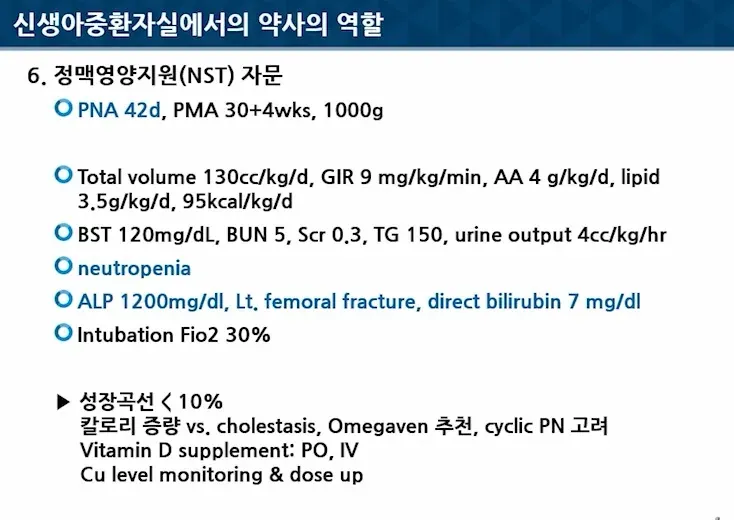 신생아중환자실에서의 약사의 역할
6. 정맥영양지원(NST) 자문
PNA 42d, PMA 30+4wks, 1000g
Total volume 130cc/kg/d, GIR 9 mg/kg/min, AA 4 g/kg/d, lipid
3.5g/kg/d, 95kcal/kg/d
BST 120mg/dL, BUN 5, Scr 0.3, TG 150, urine output 4cc/kg/hr
neutropenia
ALP 1200mg/dl, Lt. femoral fracture, direct bilirubin 7 mg/dl
Intubation Fio2 30%
▶ 성장곡선 < 10%
칼로리 증량 vs. cholestasis, Omegaven 추천, cyclic PN 고려
Vitamin D supplement: PO, IV
Cu level monitoring & dose up